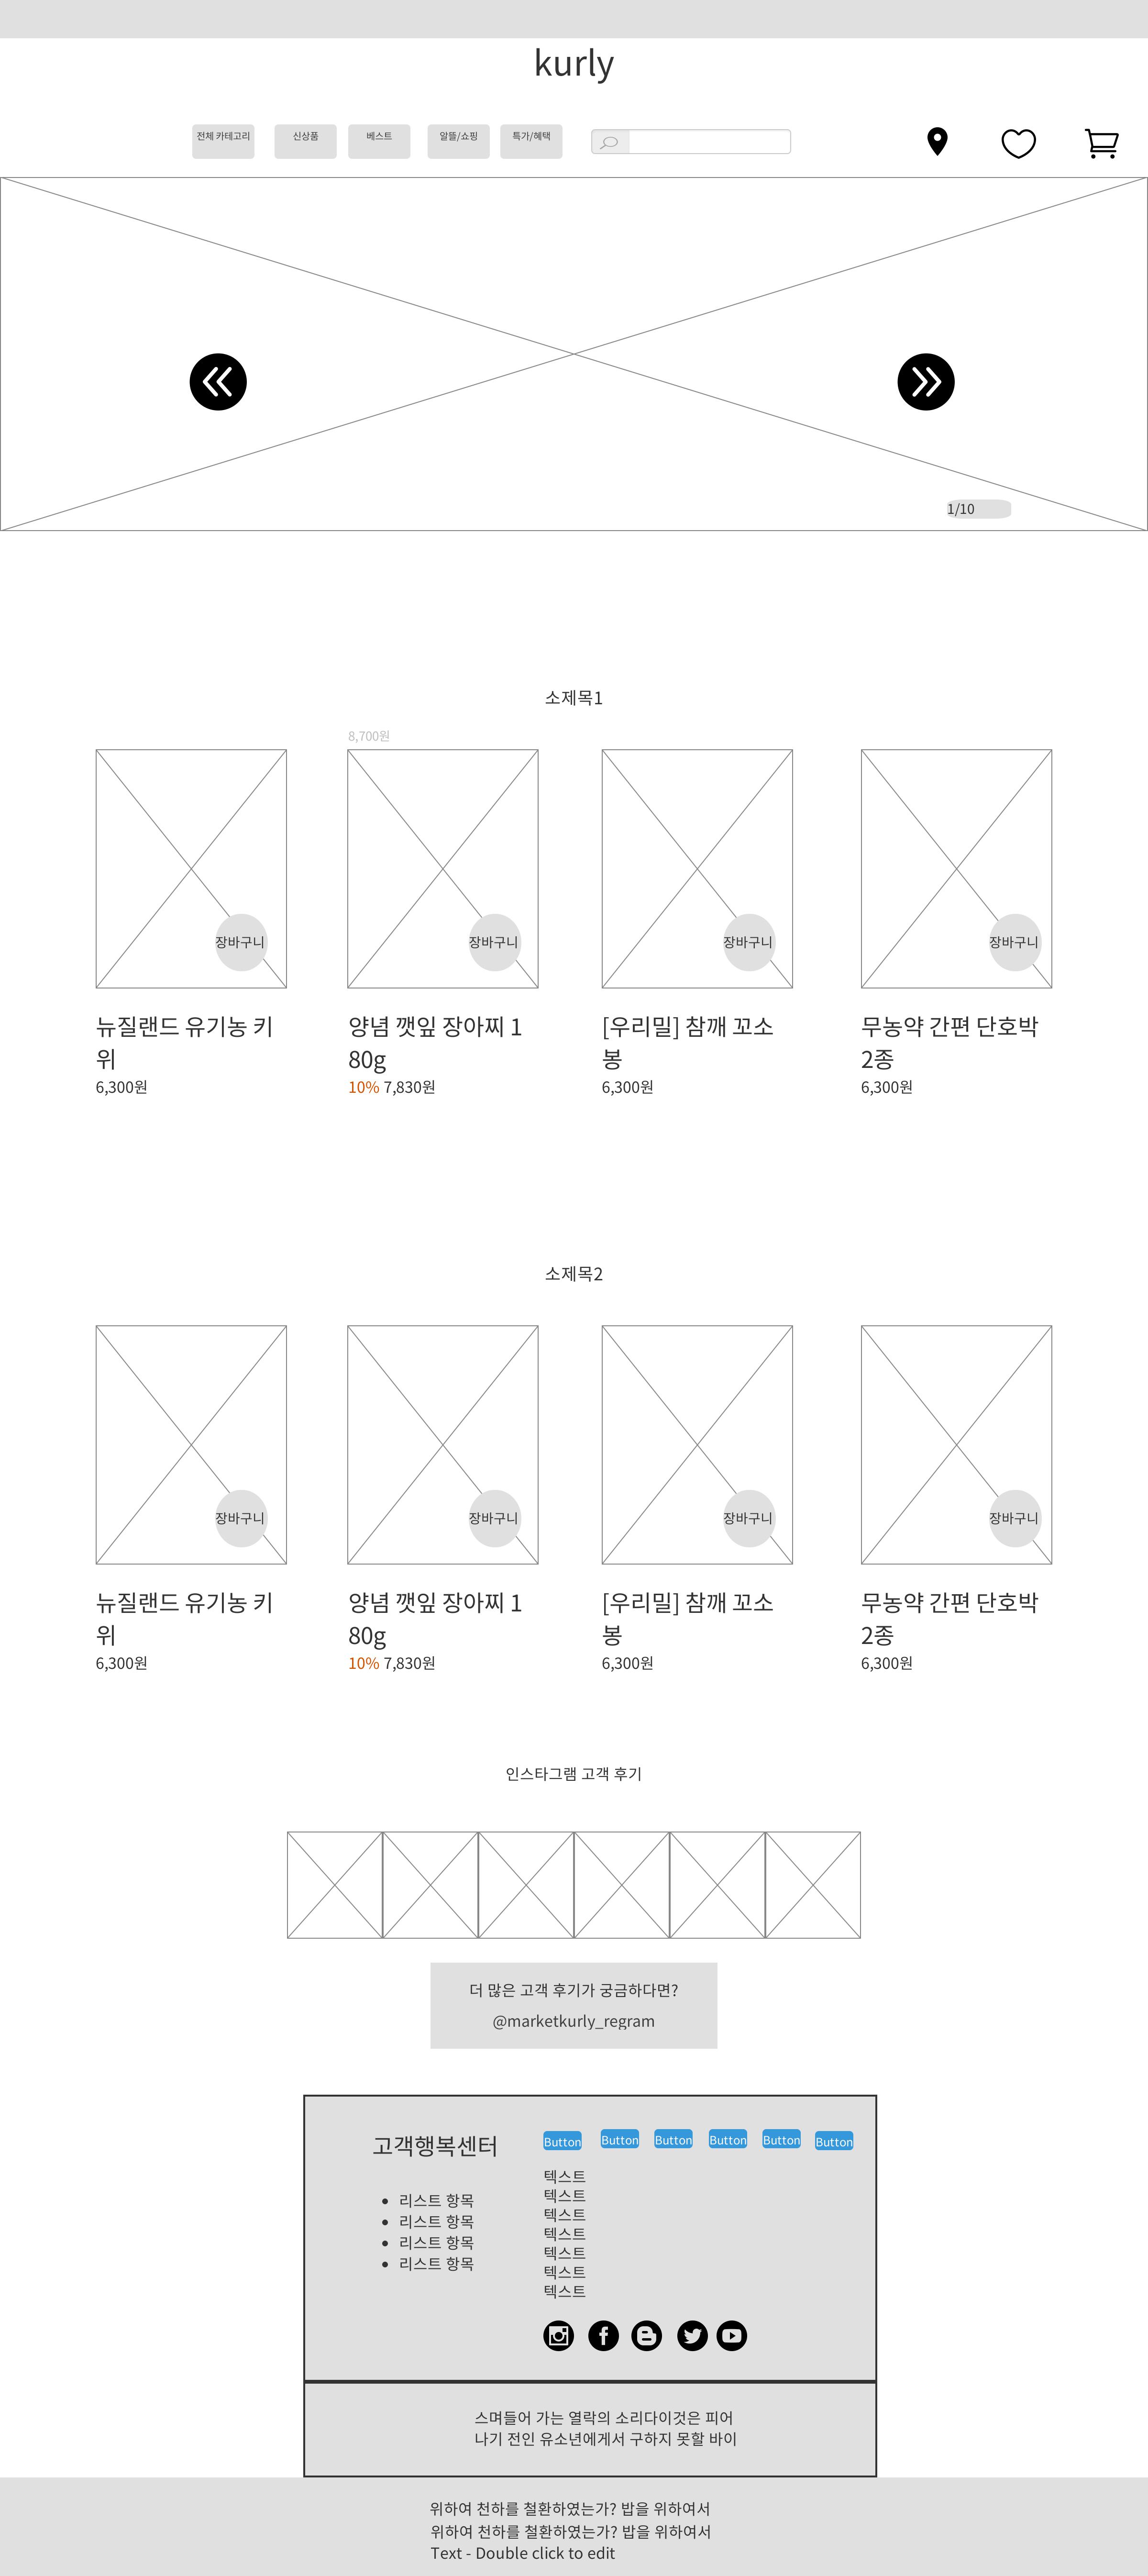 kurly
전체 카테고리 신상품 베스트 알뜰/쇼핑 특가/혜택
1/10
소제목1
8,700원
장바구니 장바구니 장바구니 장바구니
뉴질랜드 유기농 키
위
6,300원
양념 깻잎 장아찌 1
80g
10% 7,830원
[우리밀] 참깨 꼬소
봉
6,300원
무농약 간편 단호박
2종
6,300원
소제목2
장바구니 장바구니 장바구니 장바구니
뉴질랜드 유기농 키
위
6,300원
양념 깻잎 장아찌 1
80g
10% 7,830원
[우리밀] 참깨 꼬소
봉
6,300원
무농약 간편 단호박
2종
6,300원
인스타그램 고객 후기
더 많은 고객 후기가 궁금하다면?
@marketkurly_regram
고객행복센터
리스트 항목
리스트 항목
리스트 항목
리스트 항목
Button Button Button Button Button Button
텍스트
텍스트
텍스트
텍스트
텍스트
텍스트
텍스트
스며들어 가는 열락의 소리다이것은 피어
나기 전인 유소년에게서 구하지 못할 바이
위하여 천하를 철환하였는가? 밥을 위하여서
위하여 천하를 철환하였는가? 밥을 위하여서
Text - Double click to edit